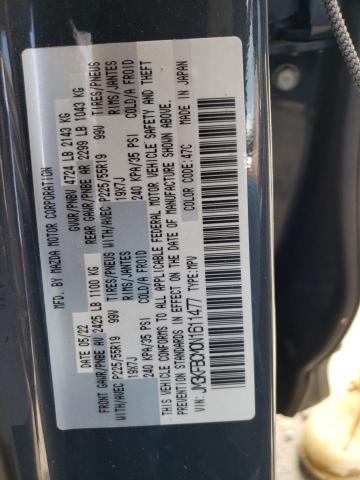 MFD. BY MAZDA MOTOR CORPORATION
DATE 05/22 GVWR/PNBV 4724 LB 2143 KG
FRONT GAWR/PNBE AV 2425 LB 1100 KG REAR GAWR/PNBE AR 2299 LB 1043 KG
WITH/AVEC P225/55R19 99V TIRES/PNEUS WITH/AVEC P225/55R19 99V TIRES/PNEUS
19X7J RIMS/JANTES 19X7J RIMS/JANTES
240 KPA/35 PSI COLD/A FROID 240 KPA/35 PSI COLD/A FROID
THIS VEHICLE CONFORMS TO ALL APPLICABLE FEDERAL MOTOR VEHICLE SAFETY AND THEFT
PREVENTION STANDARDS IN EFFECT ON THE DATE OF MANUFACTURE SHOWN ABOVE.
VIN: TYPE:MPV COLOR CODE: 47C MADE IN JAPAN